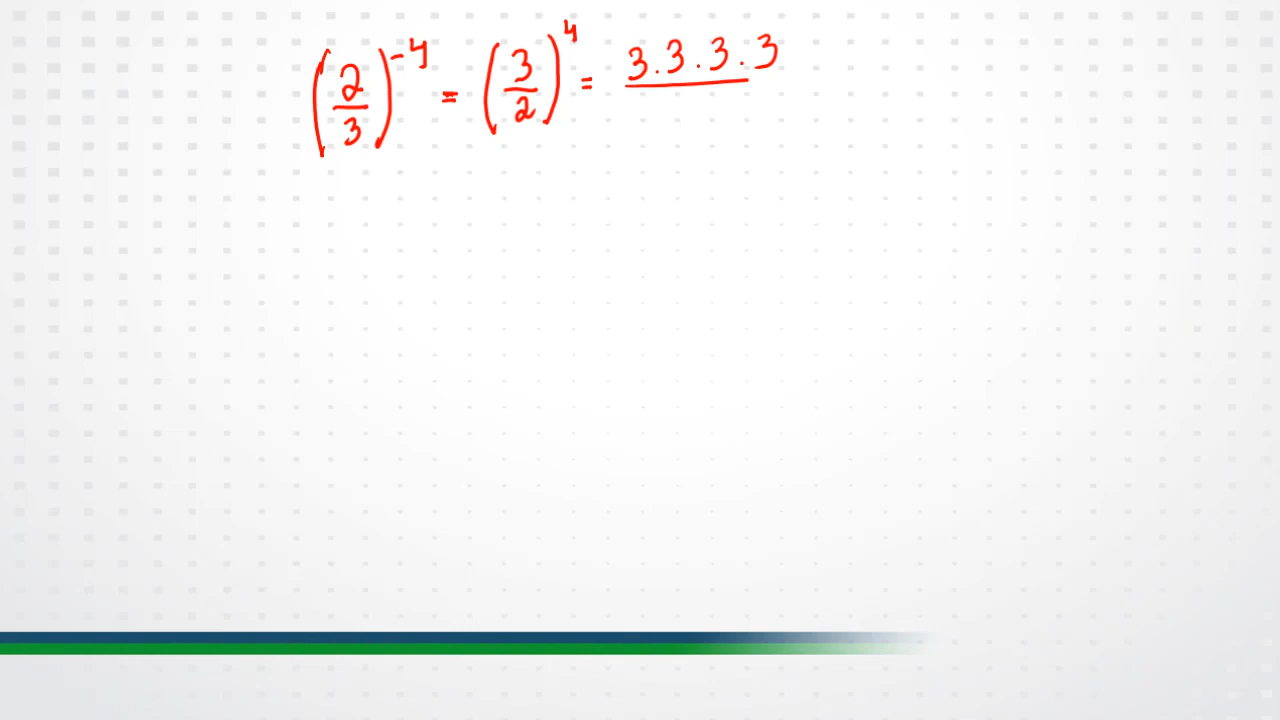 (2/3)^-4 = (3/2)^4 = 3.3.3.3